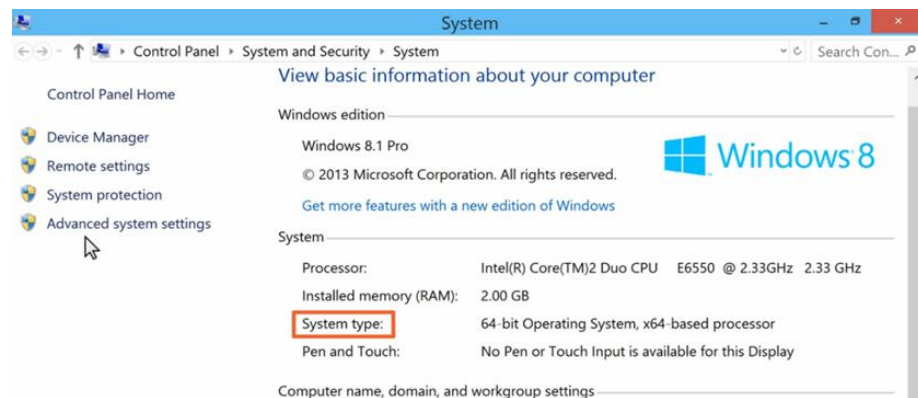 System
Control Panel System and Security System
Search Con...
View basic information about your computer
Control Panel Home
Device Manager
Remote settings
System protection
Advanced system settings
Windows edition
Windows 8.1 Pro
© 2013 Microsoft Corporation. All rights reserved.
Get more features with a new edition of Windows
Windows 8
System
Processor: Intel(R) Core(TM)2 Duo CPU E6550 @ 2.33GHz 2.33 GHz
Installed memory (RAM): 2.00 GB
System type: 64-bit Operating System, x64-based processor
Pen and Touch: No Pen or Touch Input is available for this Display
Computer name, domain, and workgroup settings